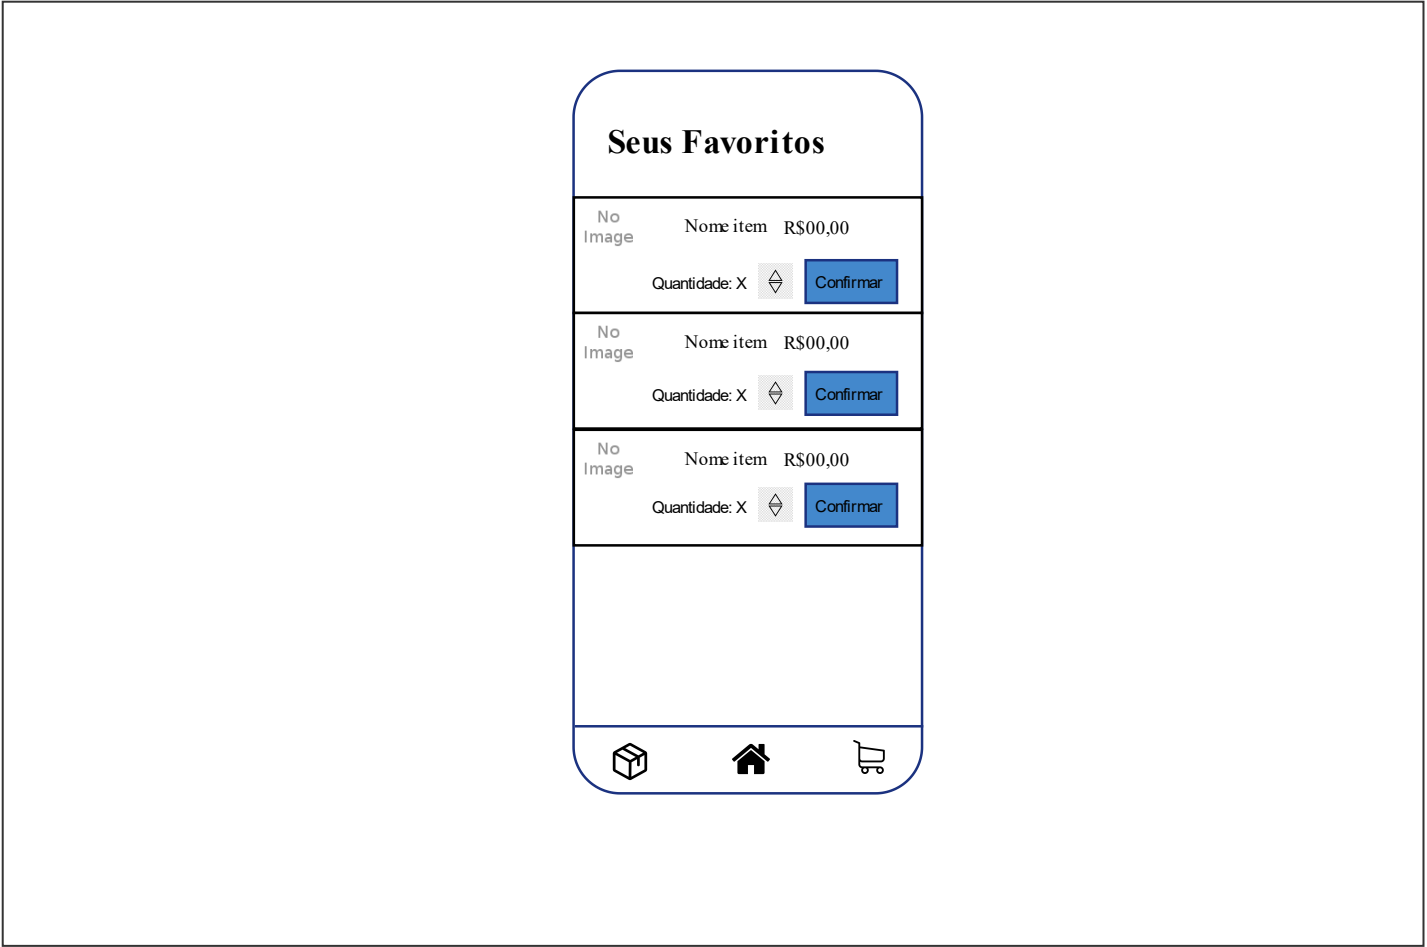 Seus Favoritos
No
Image
Nome item R$00,00
Quantidade: X Confirmar
No
Image
Nome item R$00,00
Quantidade: X Confirmar
No
Image
Nome item R$00,00
Quantidade: X Confirmar